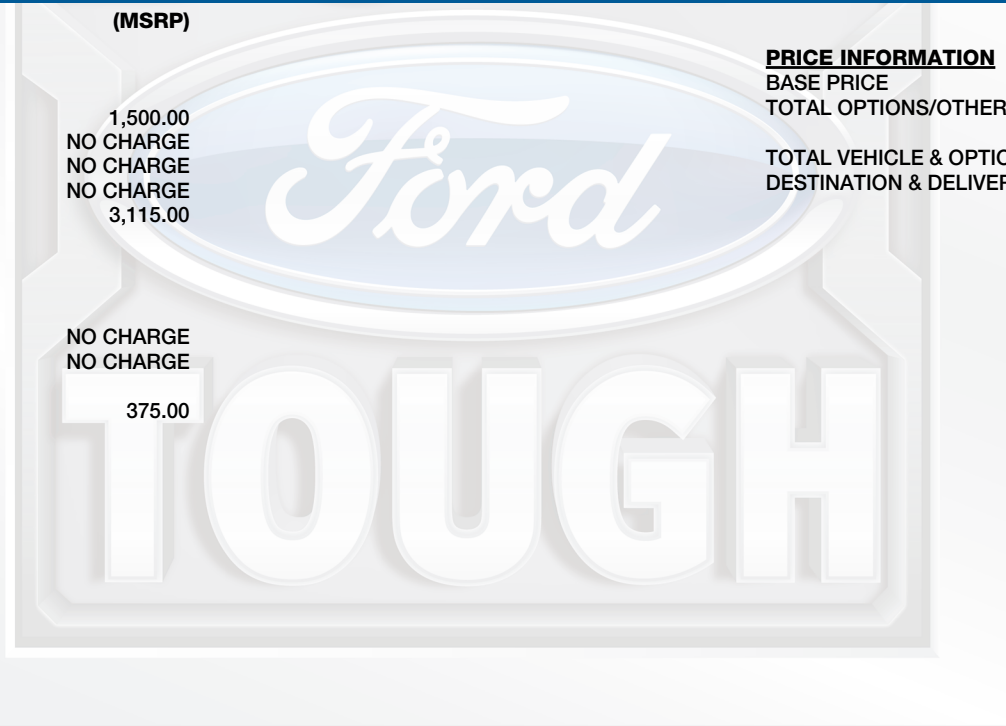 (MSRP)
1,500.00
NO CHARGE
NO CHARGE
NO CHARGE
3,115.00
NO CHARGE
NO CHARGE
375.00
PRICE INFORMATION
BASE PRICE
TOTAL OPTIONS/OTHER
TOTAL VEHICLE & OPTIO
DESTINATION & DELIVER
Ford
TOUGH